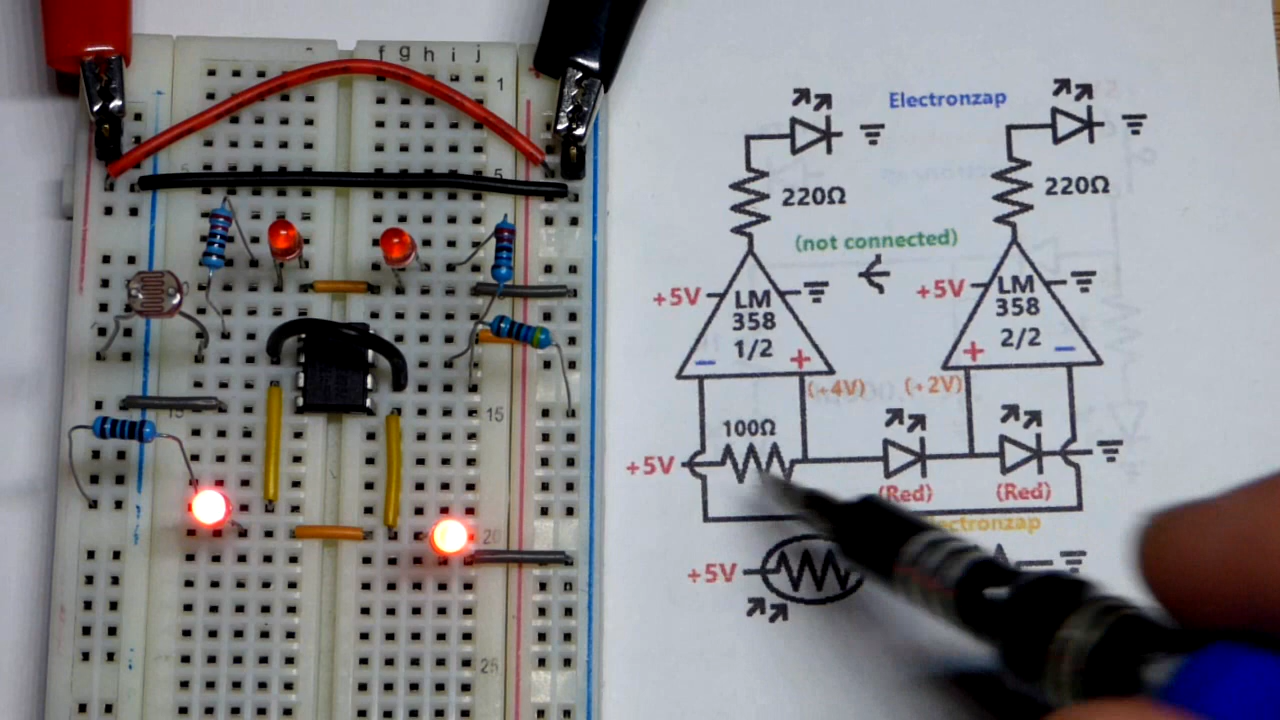 f g h i j
1
5
15
20
25
Electronzap
220Ω
220Ω
(not connected)
+5V
LM
358
1/2
+5V
LM
358
2/2
− +
+ −
(+4V)
(+2V)
100Ω
+5V
(Red)
(Red)
lectronzap
+5V